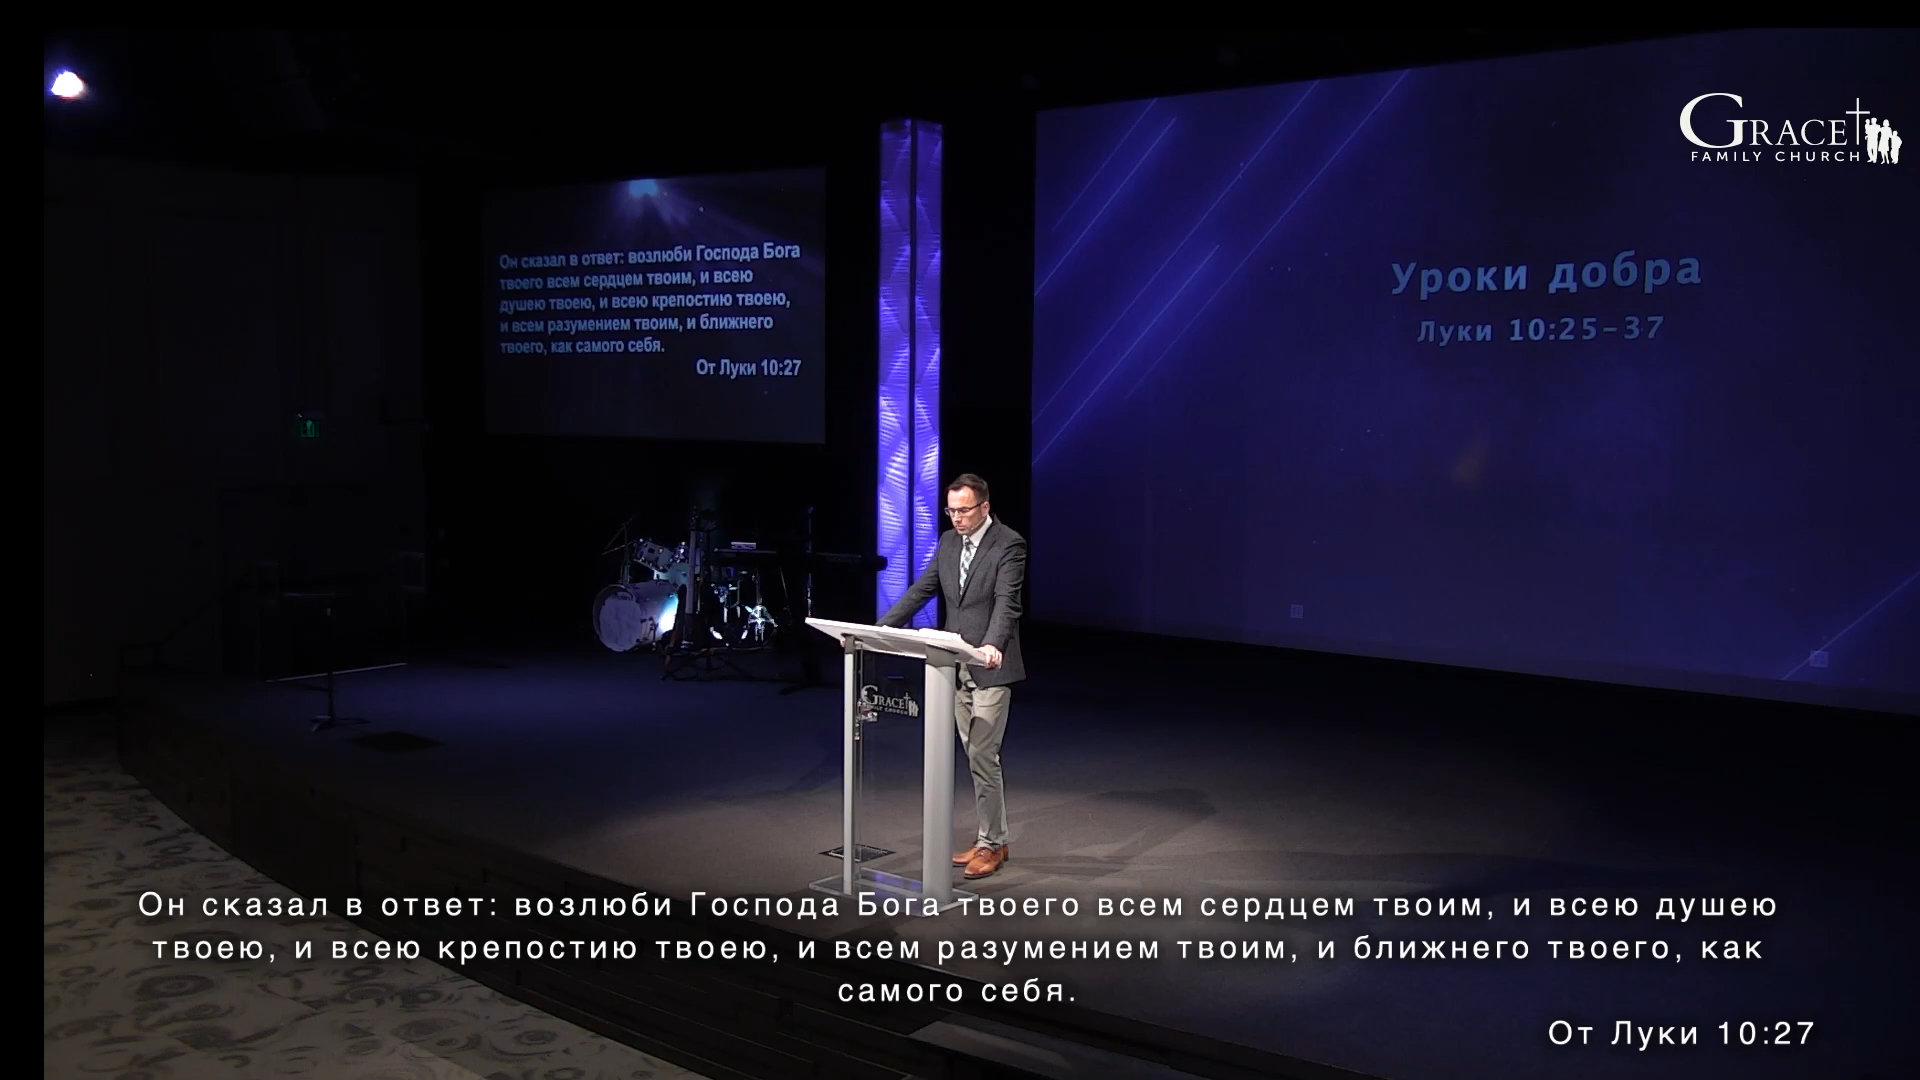 GRACE
FAMILY CHURCH
Он сказал в ответ: возлюби Господа Бога
твоего всем сердцем твоим, и всею
душею твоею, и всею крепостию твоею,
и всем разумением твоим, и ближнего
твоего, как самого себя.
От Луки 10:27
Уроки добра
Луки 10:25-37
GRACE
FAMILY CHURCH
Он сказал в ответ: возлюби Господа Бога твоего всем сердцем твоим, и всею душею
твоею, и всею крепостию твоею, и всем разумением твоим, и ближнего твоего, как
самого себя.
От Луки 10:27